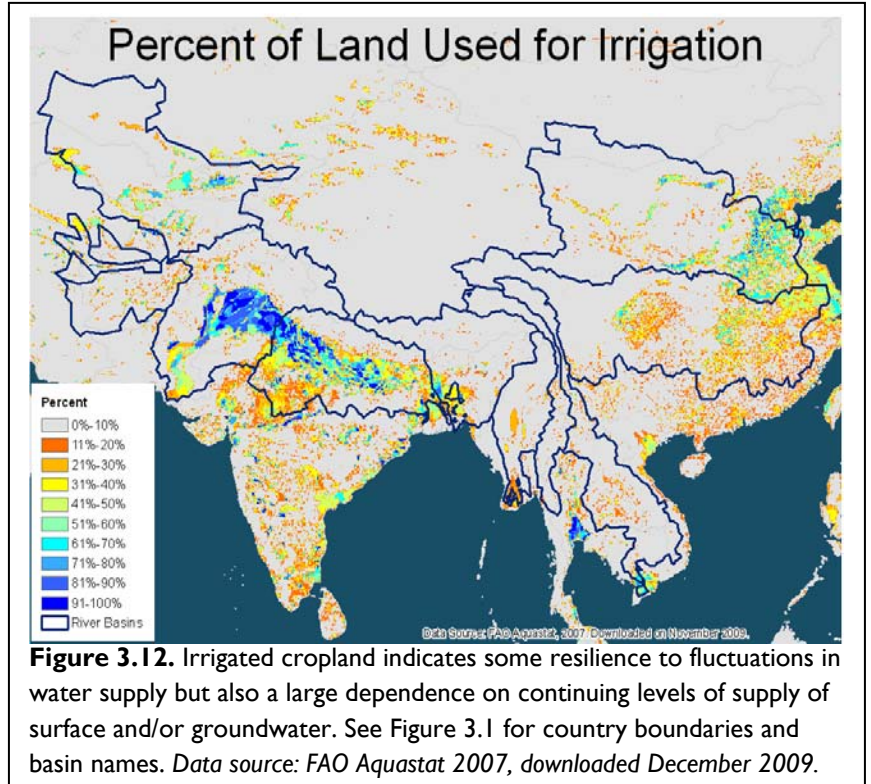 Percent of Land Used for Irrigation
Percent
0%-10%
11%-20%
21%-30%
31%-40%
41%-50%
51%-60%
61%-70%
71%-80%
81%-90%
91-100%
River Basins
Data Source: FAO Aquastat, 2007. Downloaded on November 2009.
Figure 3.12. Irrigated cropland indicates some resilience to fluctuations in
water supply but also a large dependence on continuing levels of supply of
surface and/or groundwater. See Figure 3.1 for country boundaries and
basin names. Data source: FAO Aquastat 2007, downloaded December 2009.